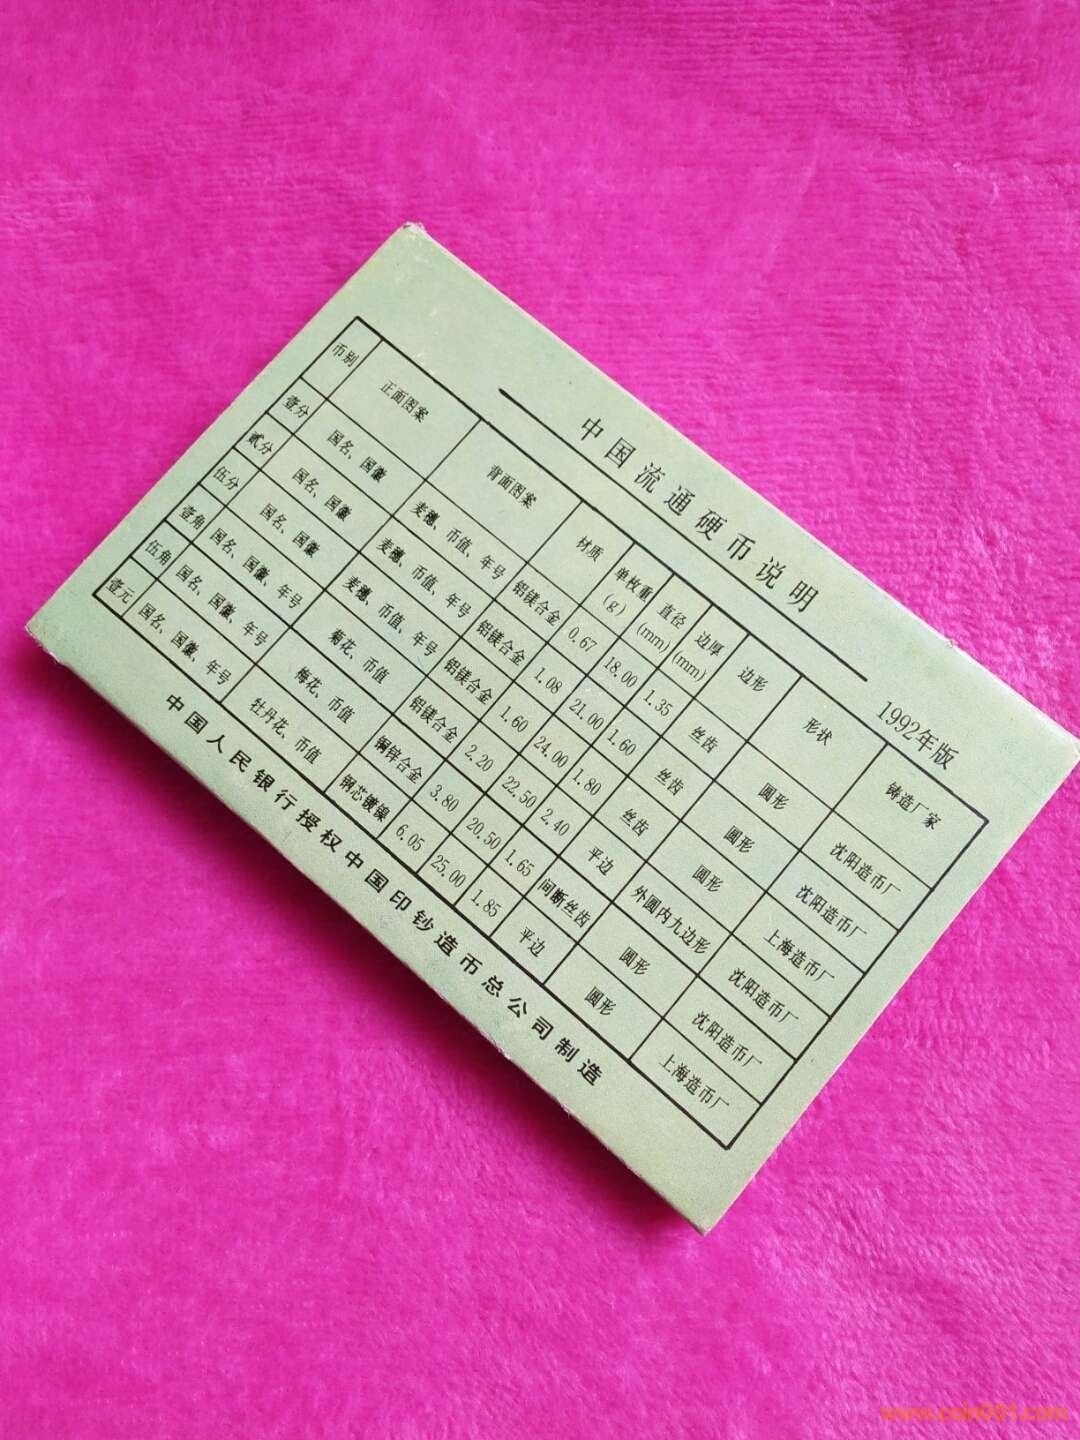 中国流通硬币说明
1992年版
币别 正面图案 背面图案 材质 单枚重(g) 直径(mm) 边厚(mm) 边形 形状 铸造厂家
壹分 国名、国徽 麦穗、币值、年号 铝镁合金 0.67 18.00 1.35 丝齿 圆形 沈阳造币厂
贰分 国名、国徽 麦穗、币值、年号 铝镁合金 1.08 21.00 1.60 丝齿 圆形 沈阳造币厂
伍分 国名、国徽 麦穗、币值、年号 铝镁合金 1.60 24.00 1.80 丝齿 圆形 上海造币厂
壹角 国名、国徽、年号 菊花、币值 铝镁合金 2.20 22.50 2.40 平边 外圆内九边形 沈阳造币厂
伍角 国名、国徽、年号 梅花、币值 铜锌合金 3.80 20.50 1.65 间断丝齿 圆形 沈阳造币厂
壹元 国名、国徽、年号 牡丹花、币值 钢芯镀镍 6.05 25.00 1.85 平边 圆形 上海造币厂
中国人民银行授权中国印钞造币总公司制造
www.coin001.com